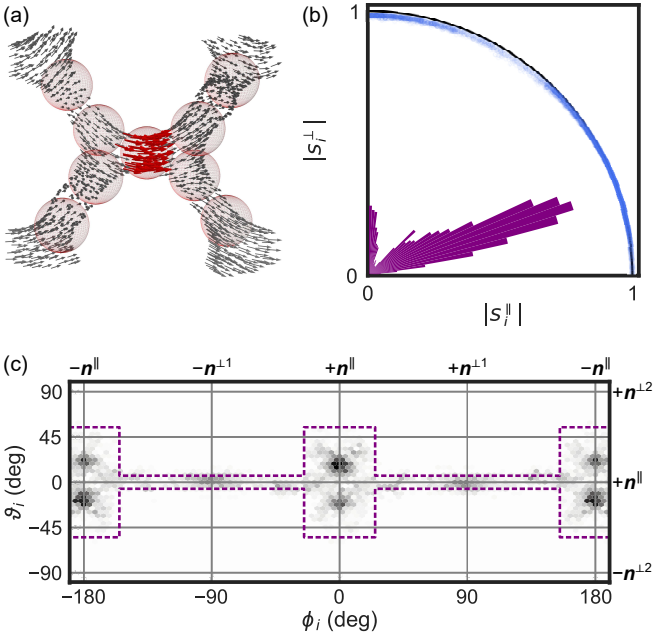 (a)
(b)
1
|s_i^⊥|
0
0
|s_i^∥|
1
(c)
−n^∥
−n^⊥1
+n^∥
+n^⊥1
−n^∥
90
+n^⊥2
45
0
+n^∥
−45
−90
−n^⊥2
ϑ_i (deg)
−180
−90
0
90
180
ϕ_i (deg)